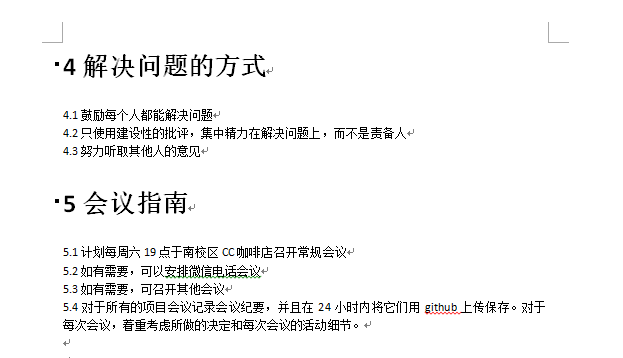 4 解决问题的方式
4.1 鼓励每个人都能解决问题
4.2 只使用建设性的批评，集中精力在解决问题上，而不是责备人
4.3 努力听取其他人的意见
5 会议指南
5.1 计划每周六 19 点于南校区 CC 咖啡店召开常规会议
5.2 如有需要，可以安排微信电话会议
5.3 如有需要，可召开其他会议
5.4 对于所有的项目会议记录会议纪要，并且在 24 小时内将它们用 github 上传保存。对于
每次会议，着重考虑所做的决定和每次会议的活动细节。